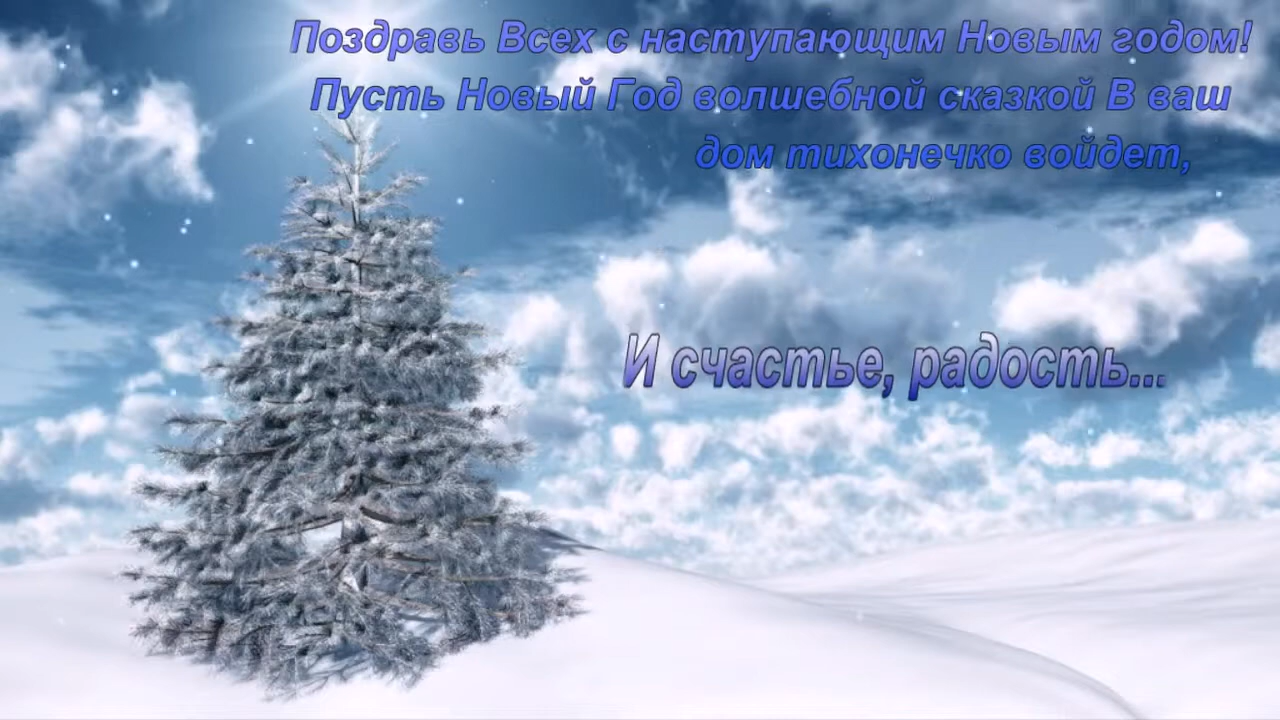 Поздравь Всех с наступающим Новым годом!
Пусть Новый Год волшебной сказкой В ваш
дом тихонечко войдет,
И счастье, радость...